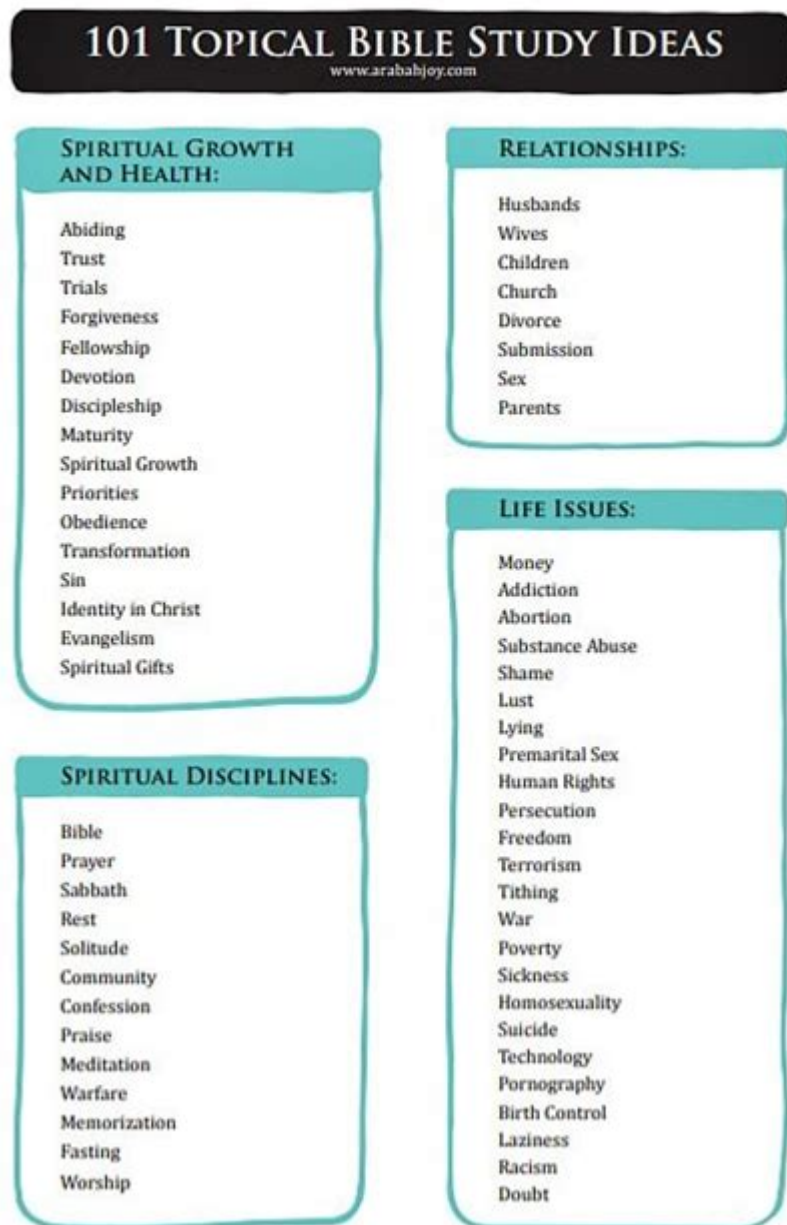 101 TOPICAL BIBLE STUDY IDEAS
www.arabahjoy.com
SPIRITUAL GROWTH
AND HEALTH:
Abiding
Trust
Trials
Forgiveness
Fellowship
Devotion
Discipleship
Maturity
Spiritual Growth
Priorities
Obedience
Transformation
Sin
Identity in Christ
Evangelism
Spiritual Gifts
SPIRITUAL DISCIPLINES:
Bible
Prayer
Sabbath
Rest
Solitude
Community
Confession
Praise
Meditation
Warfare
Memorization
Fasting
Worship
RELATIONSHIPS:
Husbands
Wives
Children
Church
Divorce
Submission
Sex
Parents
LIFE ISSUES:
Money
Addiction
Abortion
Substance Abuse
Shame
Lust
Lying
Premarital Sex
Human Rights
Persecution
Freedom
Terrorism
Tithing
War
Poverty
Sickness
Homosexuality
Suicide
Technology
Pornography
Birth Control
Laziness
Racism
Doubt